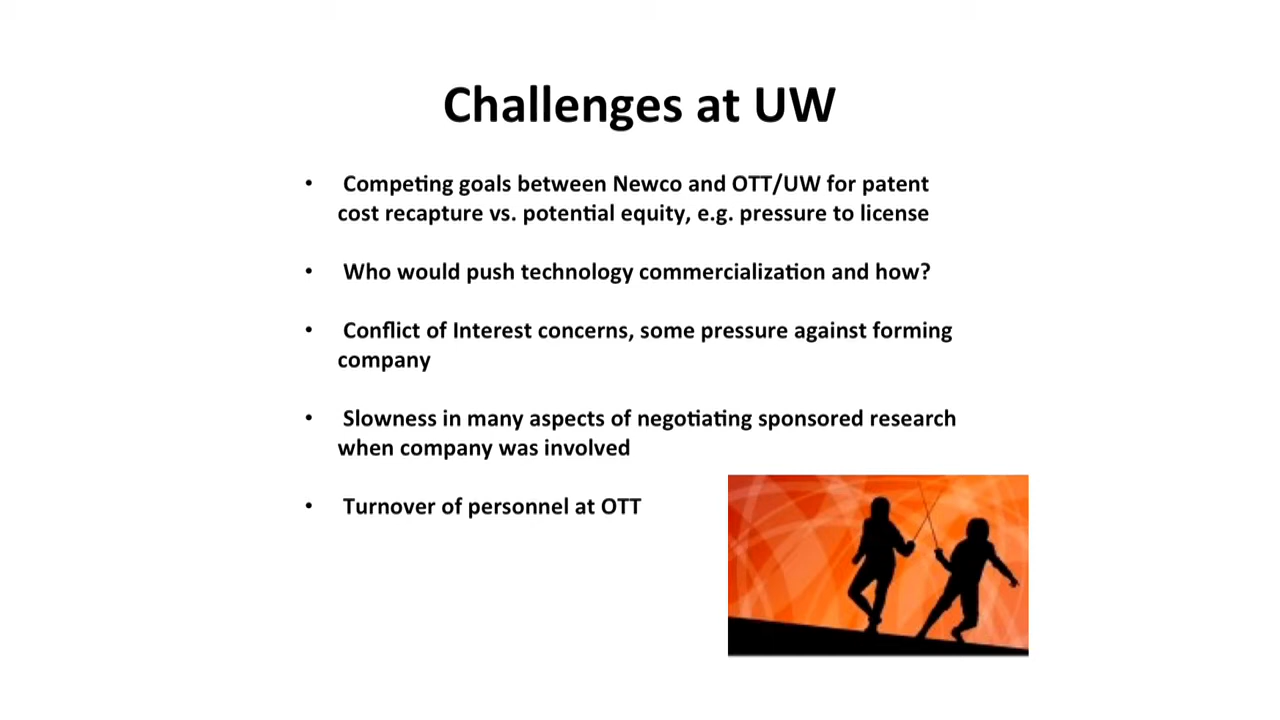 Challenges at UW
• Competing goals between Newco and OTT/UW for patent
cost recapture vs. potential equity, e.g. pressure to license
• Who would push technology commercialization and how?
• Conflict of Interest concerns, some pressure against forming
company
• Slowness in many aspects of negotiating sponsored research
when company was involved
• Turnover of personnel at OTT